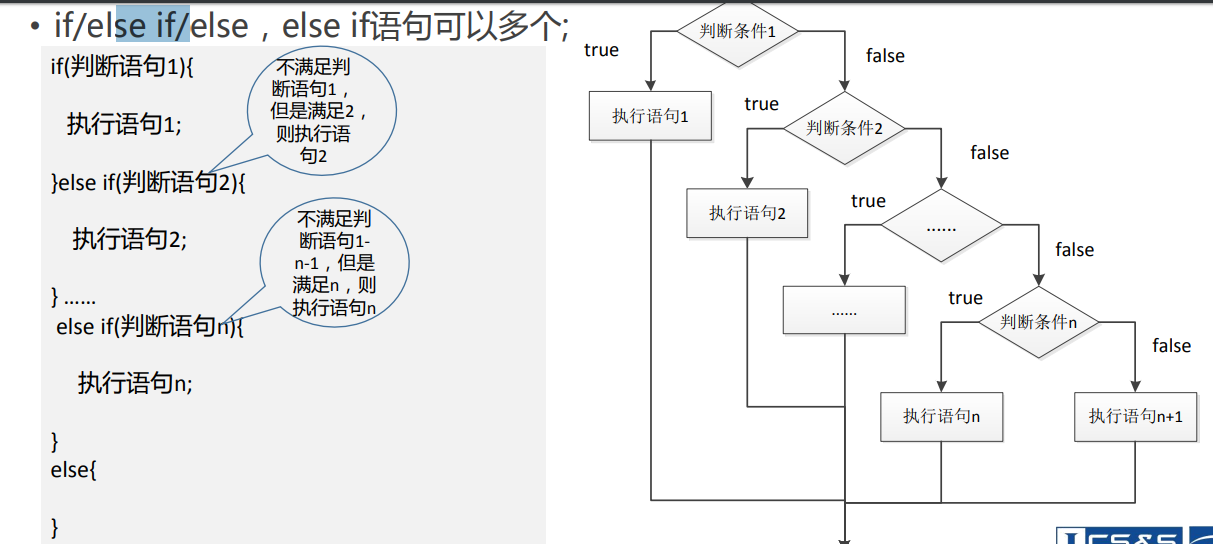 • if/else if/else，else if语句可以多个;
if(判断语句1){
执行语句1;
}else if(判断语句2){
执行语句2;
} ……
else if(判断语句n){
执行语句n;
}
else{
}
不满足判
断语句1，
但是满足2，
则执行语
句2
不满足判
断语句1-
n-1，但是
满足n，则
执行语句n
判断条件1
true
false
执行语句1
判断条件2
true
false
执行语句2
……
true
false
……
判断条件n
true
false
执行语句n
执行语句n+1